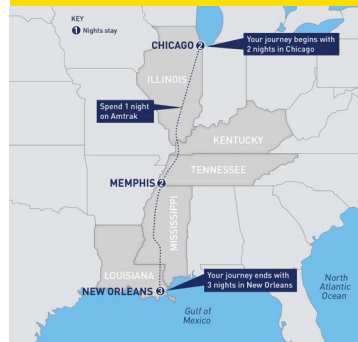 KEY
1 Nights stay
CHICAGO 2
Your journey begins with
2 nights in Chicago
ILLINOIS
Spend 1 night
on Amtrak
KENTUCKY
TENNESSEE
MEMPHIS 2
MISSISSIPPI
LOUISIANA
Your journey ends with
3 nights in New Orleans
NEW ORLEANS 3
North
Atlantic
Ocean
Gulf of
Mexico